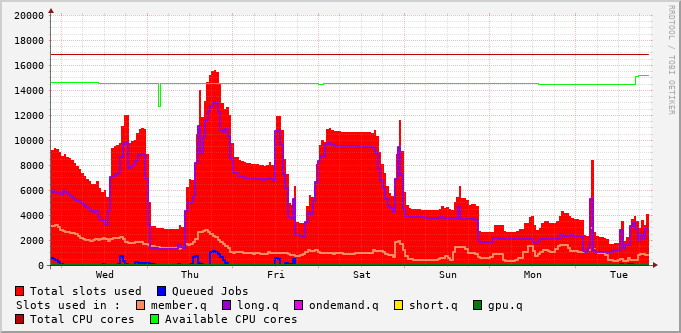 RRDTOOL / TOBI OETIKER
20000
18000
16000
14000
12000
10000
8000
6000
4000
2000
0
Wed Thu Fri Sat Sun Mon Tue
Total slots used Queued Jobs
Slots used in : member.q long.q ondemand.q short.q gpu.q
Total CPU cores Available CPU cores